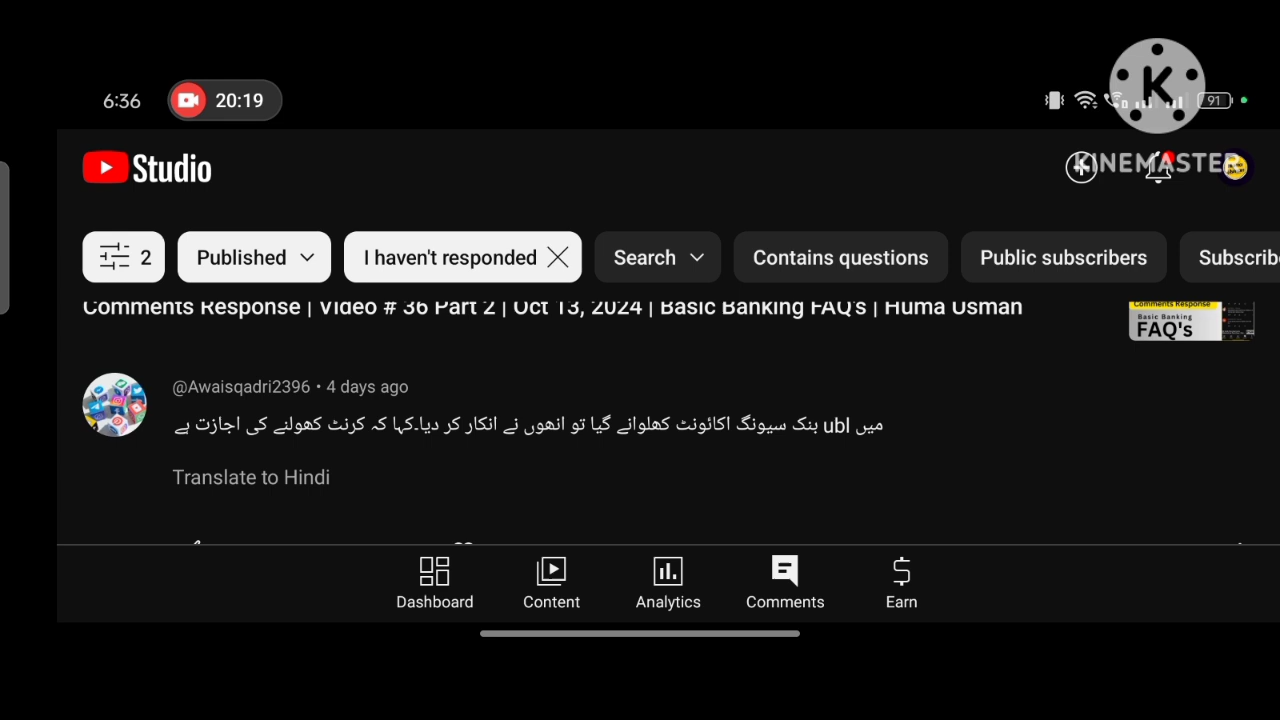 6:36
20:19
91
KINEMASTER
Studio
2
Published
I haven't responded
Search
Contains questions
Public subscribers
Subscribe
Comments Response | Video # 36 Part 2 | Oct 13, 2024 | Basic Banking FAQ's | Huma Usman
Comments Response
Basic Banking
FAQ's
@Awaisqadri2396 • 4 days ago
میں ubl بنک سیونگ اکائونٹ کھلوانے گیا تو انھوں نے انکار کر دیا۔کہا کہ کرنٹ کھولنے کی اجازت ہے
Translate to Hindi
Dashboard
Content
Analytics
Comments
Earn